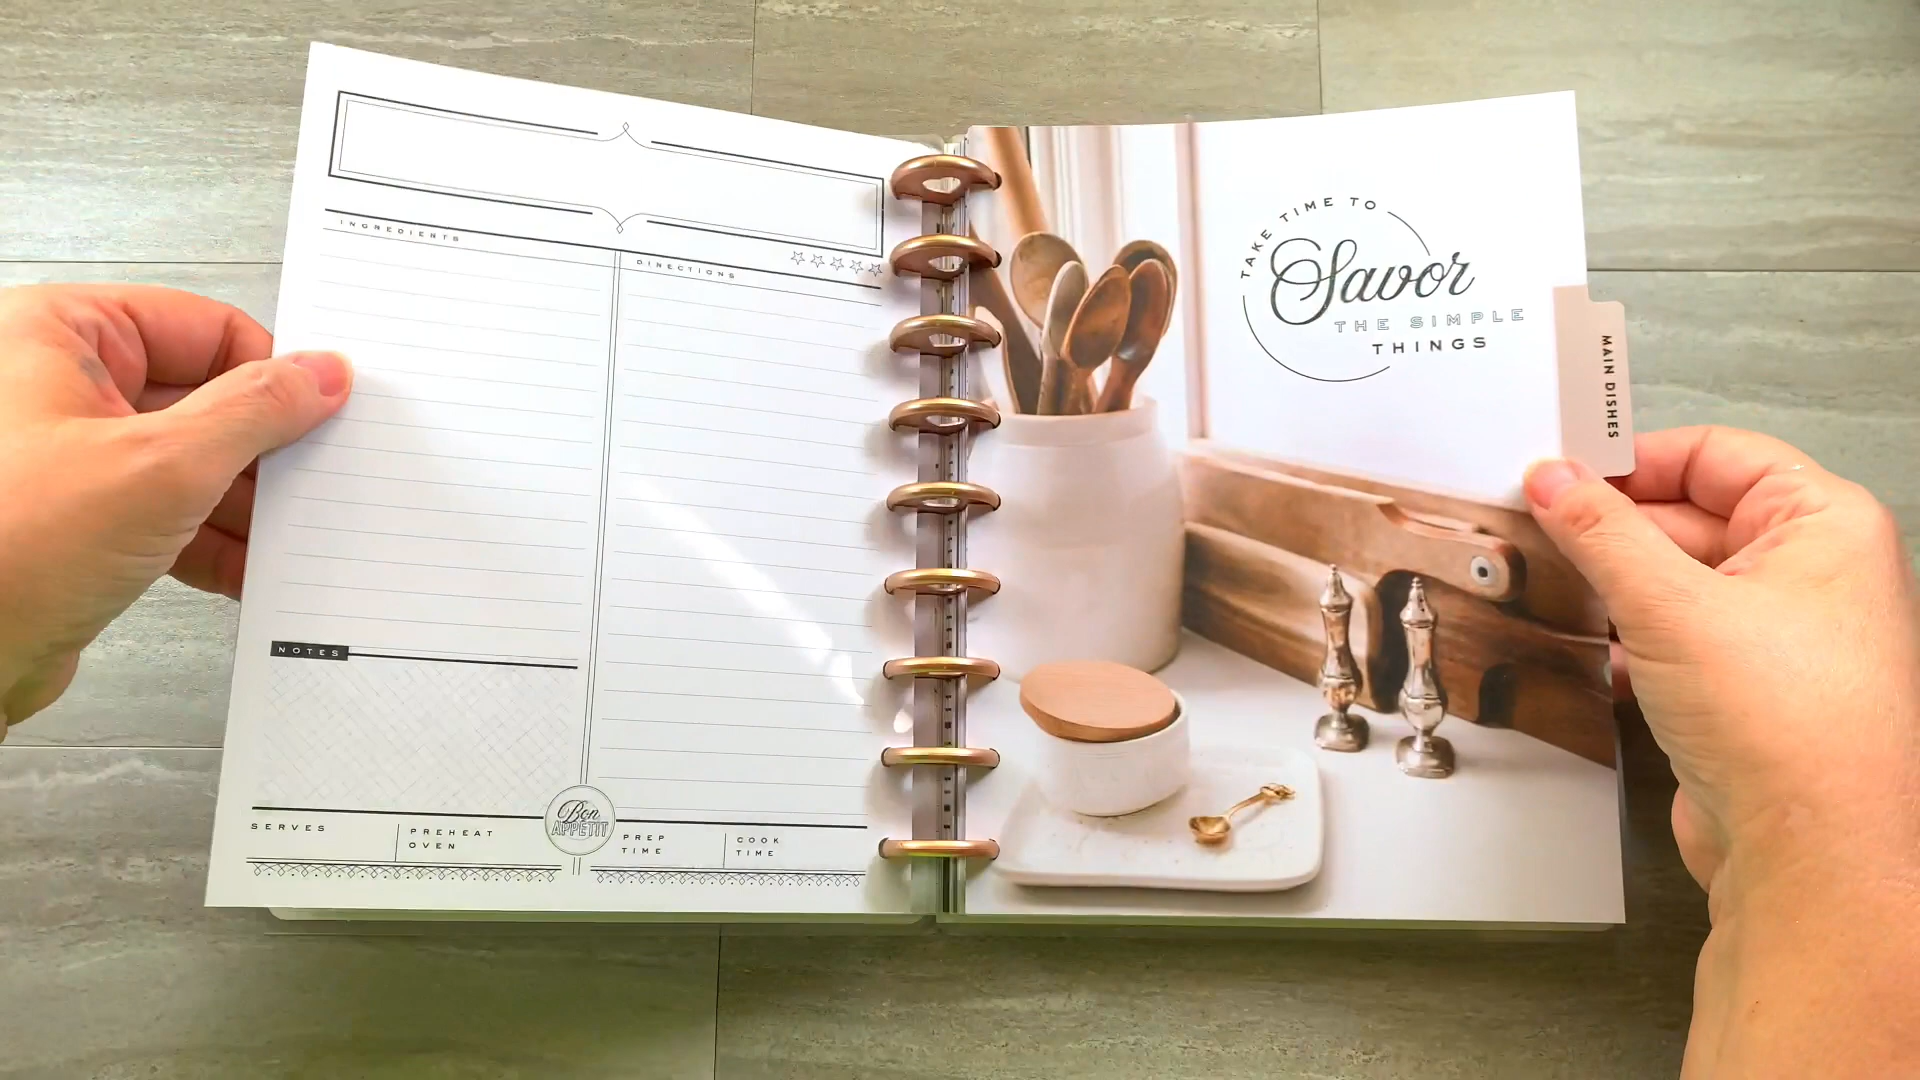 INGREDIENTS
DIRECTIONS
NOTES
SERVES
PREHEAT
OVEN
Bon
APPÉTIT
PREP
TIME
COOK
TIME
TAKE TIME TO
Savor
THE SIMPLE
THINGS
MAIN DISHES